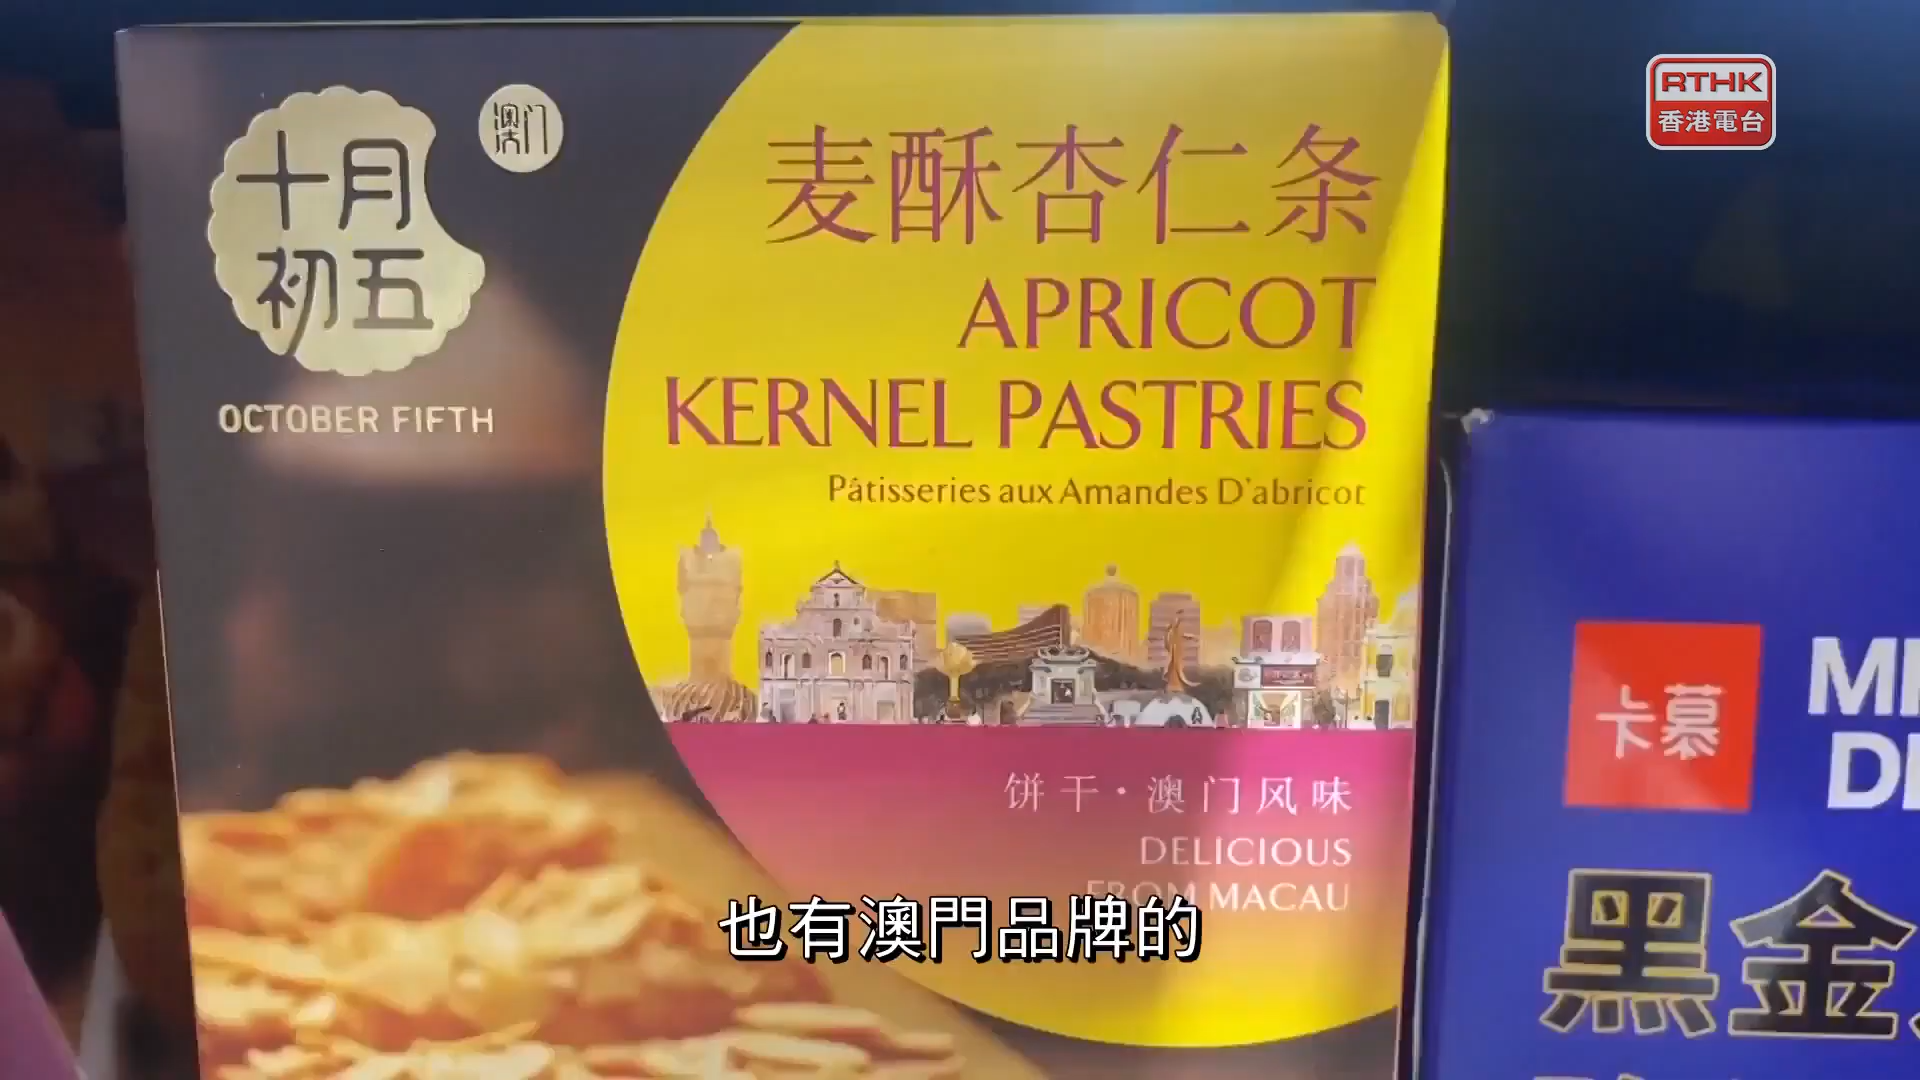 十月
初五
澳门
OCTOBER FIFTH
麦酥杏仁条
APRICOT
KERNEL PASTRIES
Pâtisseries aux Amandes D'abricot
饼干·澳门风味
DELICIOUS
FROM MACAU
RTHK
香港電台
卡慕
黑金
也有澳門品牌的